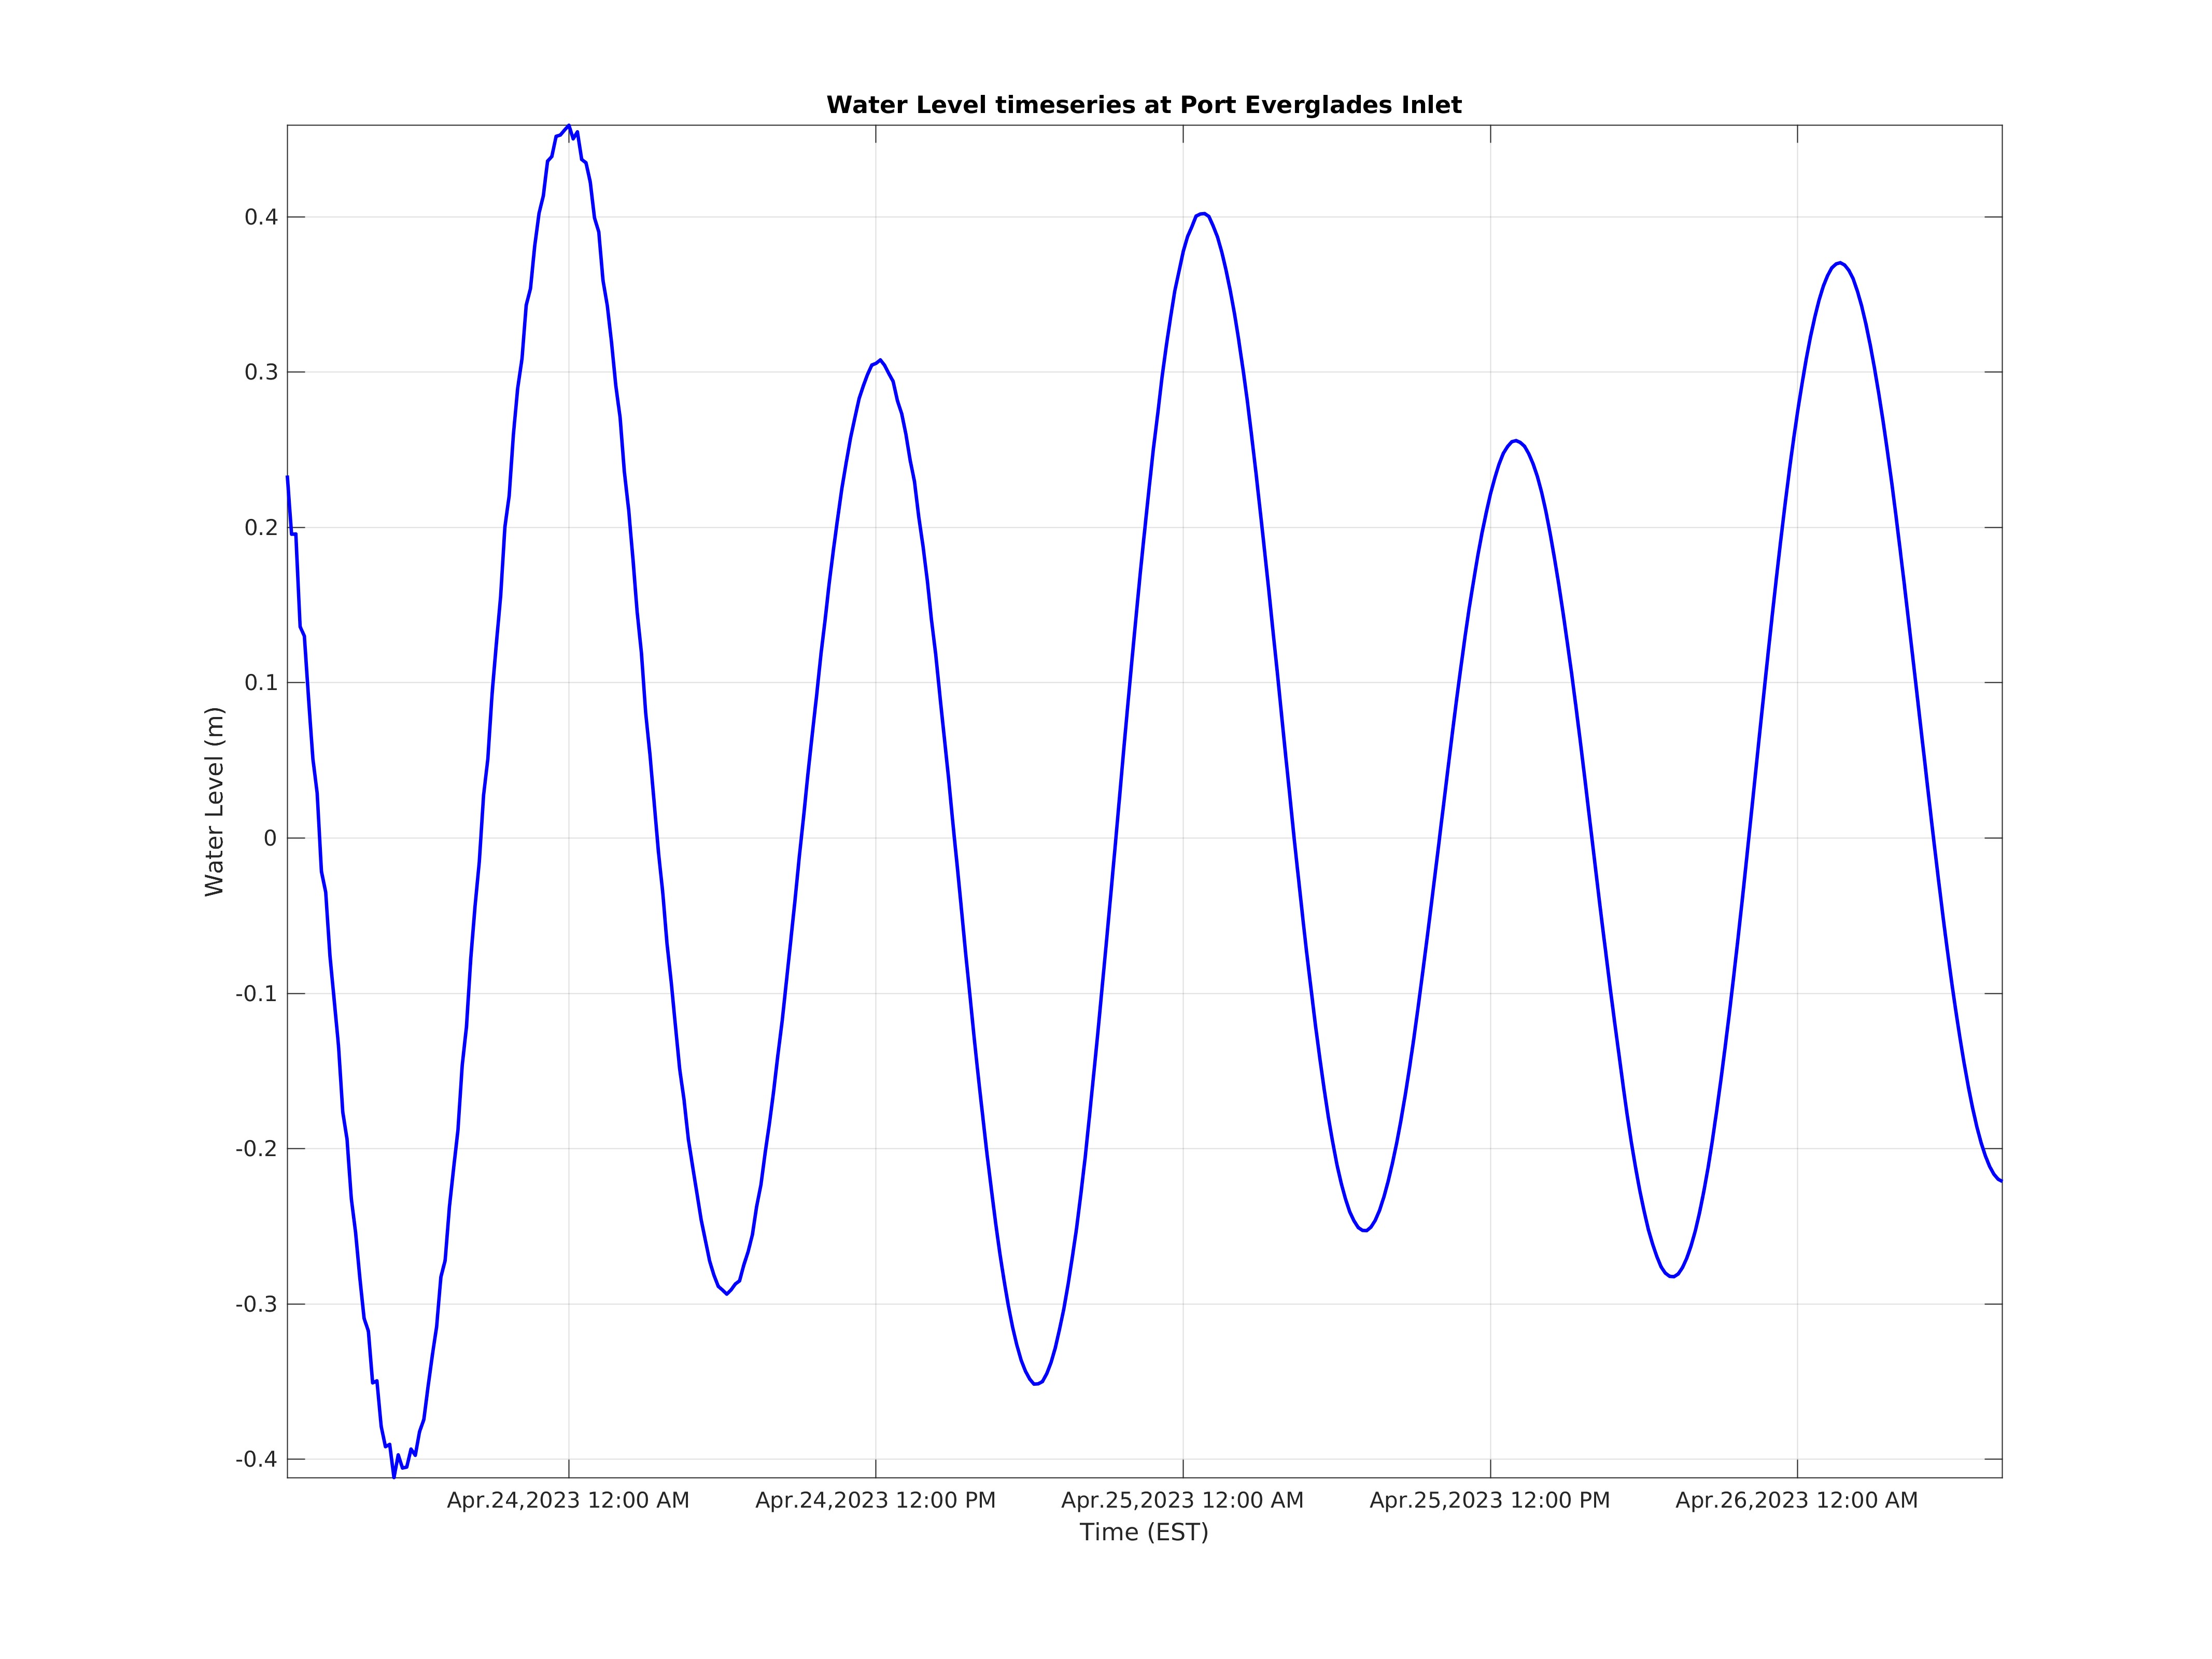 Water Level timeseries at Port Everglades Inlet
0.4
0.3
0.2
0.1
0
-0.1
-0.2
-0.3
-0.4
Water Level (m)
Apr.24,2023 12:00 AM Apr.24,2023 12:00 PM Apr.25,2023 12:00 AM Apr.25,2023 12:00 PM Apr.26,2023 12:00 AM
Time (EST)